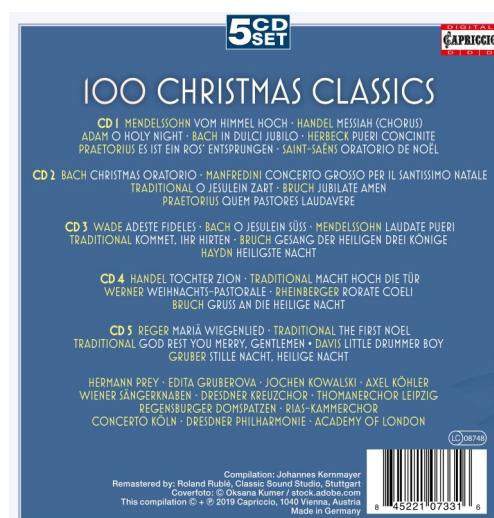 5 CD
SET
DIGITAL
CAPRICCIO
D D D
100 CHRISTMAS CLASSICS
CD 1 MENDELSSOHN VOM HIMMEL HOCH · HANDEL MESSIAH (CHORUS)
ADAM O HOLY NIGHT · BACH IN DULCI JUBILO · HERBECK PUERI CONCINITE
PRAETORIUS ES IST EIN ROS' ENTSPRUNGEN · SAINT-SAËNS ORATORIO DE NOËL
CD 2 BACH CHRISTMAS ORATORIO · MANFREDINI CONCERTO GROSSO PER IL SANTISSIMO NATALE
TRADITIONAL O JESULEIN ZART · BRUCH JUBILATE AMEN
PRAETORIUS QUEM PASTORES LAUDAVERE
CD 3 WADE ADESTE FIDELES · BACH O JESULEIN SÜSS · MENDELSSOHN LAUDATE PUERI
TRADITIONAL KOMMET, IHR HIRTEN · BRUCH GESANG DER HEILIGEN DREI KÖNIGE
HAYDN HEILIGSTE NACHT
CD 4 HANDEL TOCHTER ZION · TRADITIONAL MACHT HOCH DIE TÜR
WERNER WEIHNACHTS-PASTORALE · RHEINBERGER RORATE COELI
BRUCH GRUSS AN DIE HEILIGE NACHT
CD 5 REGER MARIÄ WIEGENLIED · TRADITIONAL THE FIRST NOEL
TRADITIONAL GOD REST YOU MERRY, GENTLEMEN • DAVIS LITTLE DRUMMER BOY
GRUBER STILLE NACHT, HEILIGE NACHT
HERMANN PREY · EDITA GRUBEROVA · JOCHEN KOWALSKI · AXEL KÖHLER
WIENER SÄNGERKNABEN · DRESDNER KREUZCHOR · THOMANERCHOR LEIPZIG
REGENSBURGER DOMSPATZEN · RIAS-KAMMERCHOR
CONCERTO KÖLN · DRESDNER PHILHARMONIE · ACADEMY OF LONDON
LC 08748
Compilation: Johannes Kernmayer
Remastered by: Roland Rublé, Classic Sound Studio, Stuttgart
Coverfoto: © Oksana Kumer / stock.adobe.com
This compilation © + ℗ 2019 Capriccio, 1040 Vienna, Austria
Made in Germany
8 45221 07331 6